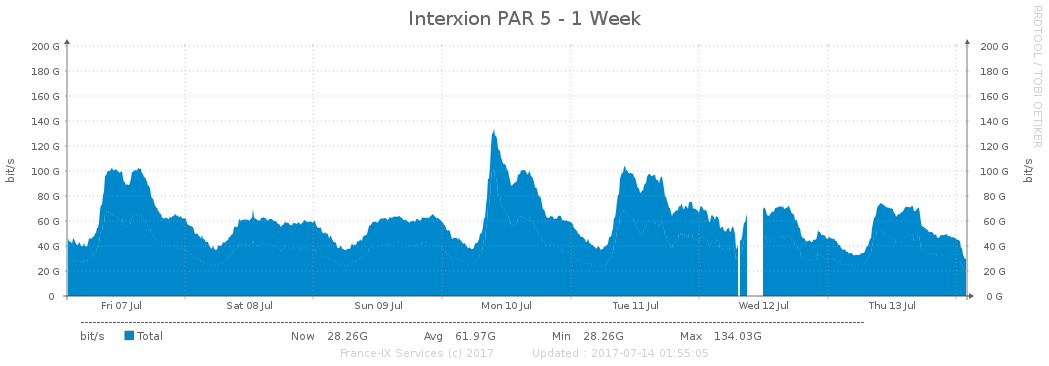 Interxion PAR 5 - 1 Week
RRDTOOL / TOBI OETIKER
200 G 200 G
180 G 180 G
160 G 160 G
140 G 140 G
120 G 120 G
100 G 100 G
80 G 80 G
60 G 60 G
40 G 40 G
20 G 20 G
0 0 G
bit/s
bit/s
Fri 07 Jul Sat 08 Jul Sun 09 Jul Mon 10 Jul Tue 11 Jul Wed 12 Jul Thu 13 Jul
bit/s Total Now 28.26G Avg 61.97G Min 28.26G Max 134.03G
France-IX Services (c) 2017 Updated : 2017-07-14 01:55:05